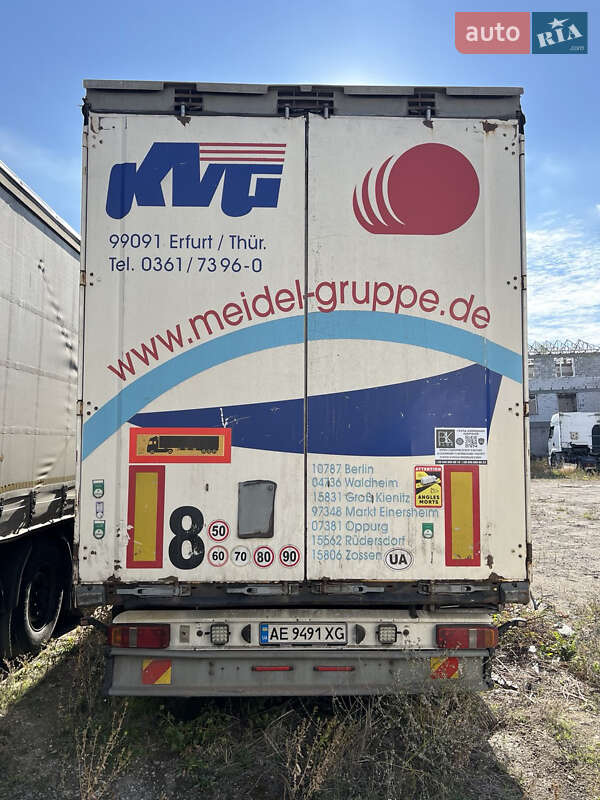 auto RIA .com
KVG
99091 Erfurt / Thür.
Tel. 0361/7396-0
www.meidel-gruppe.de
10787 Berlin
04736 Waldheim
15831 Groß Kienitz
97348 Markt Einersheim
07381 Oppurg
15562 Rüdersdorf
15806 Zossen
ATTENTION
ANGLES
MORTS
8
50
60 70 80 90
UA
AE 9491 XG